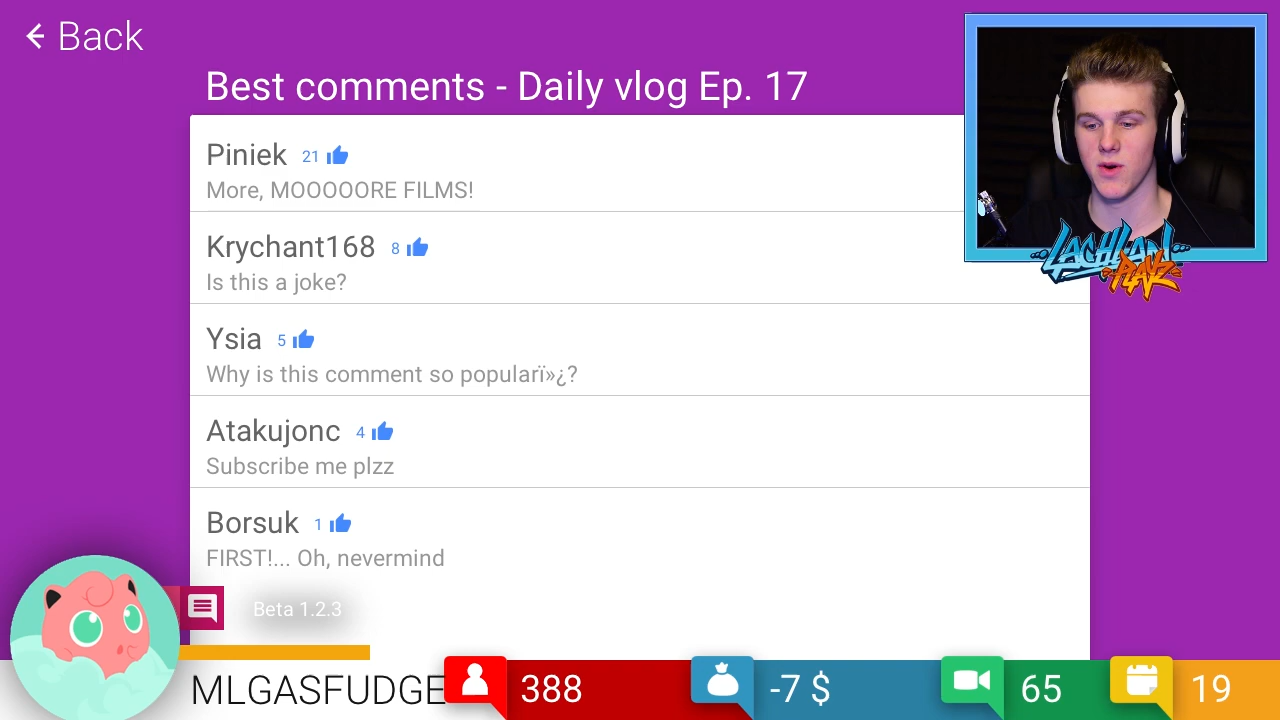 Back
Best comments - Daily vlog Ep. 17
Piniek 21
More, MOOOOORE FILMS!
Krychant168 8
Is this a joke?
Ysia 5
Why is this comment so popularï»¿?
Atakujonc 4
Subscribe me plzz
Borsuk 1
FIRST!... Oh, nevermind
Beta 1.2.3
MLGASFUDGE
388
-7 $
65
19
LACHLAN
PLAYZ